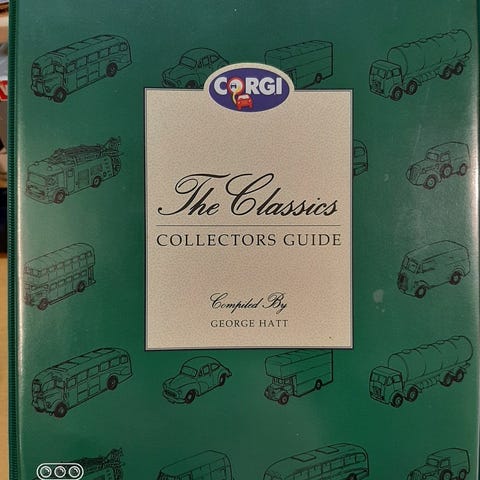 CORGI
The Classics
COLLECTORS GUIDE
Compiled By
GEORGE HATT